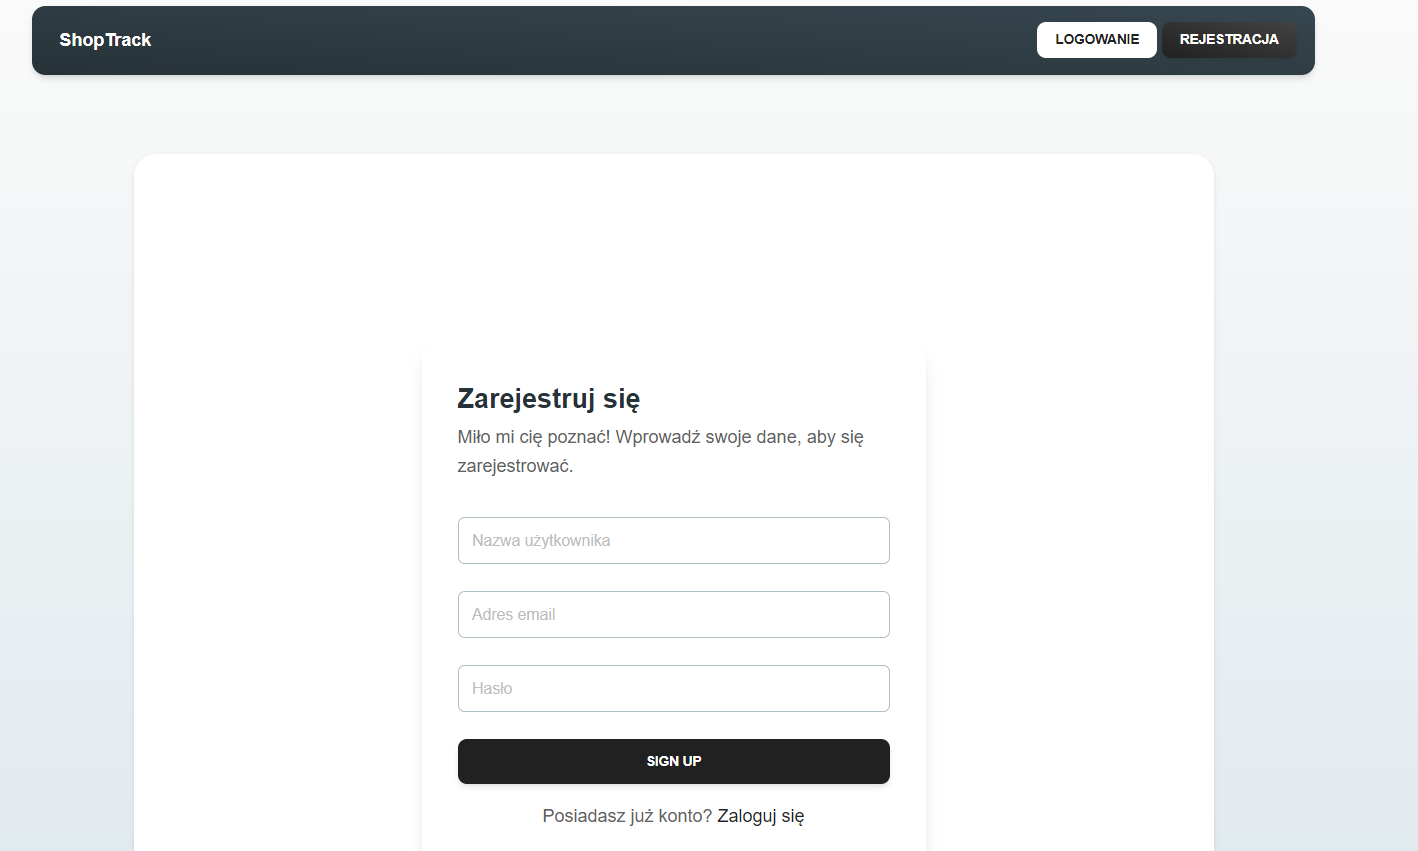 ShopTrack
LOGOWANIE
REJESTRACJA
Zarejestruj się
Miło mi cię poznać! Wprowadź swoje dane, aby się
zarejestrować.
Nazwa użytkownika
Adres email
Hasło
SIGN UP
Posiadasz już konto? Zaloguj się